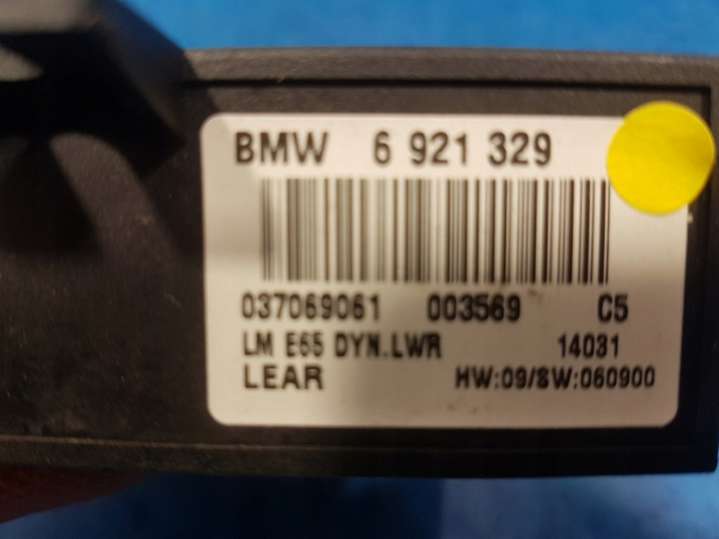 BMW 6 921 329
037069061 003569 C5
LM E65 DYN.LWR 14031
LEAR HW:09/SW:060900